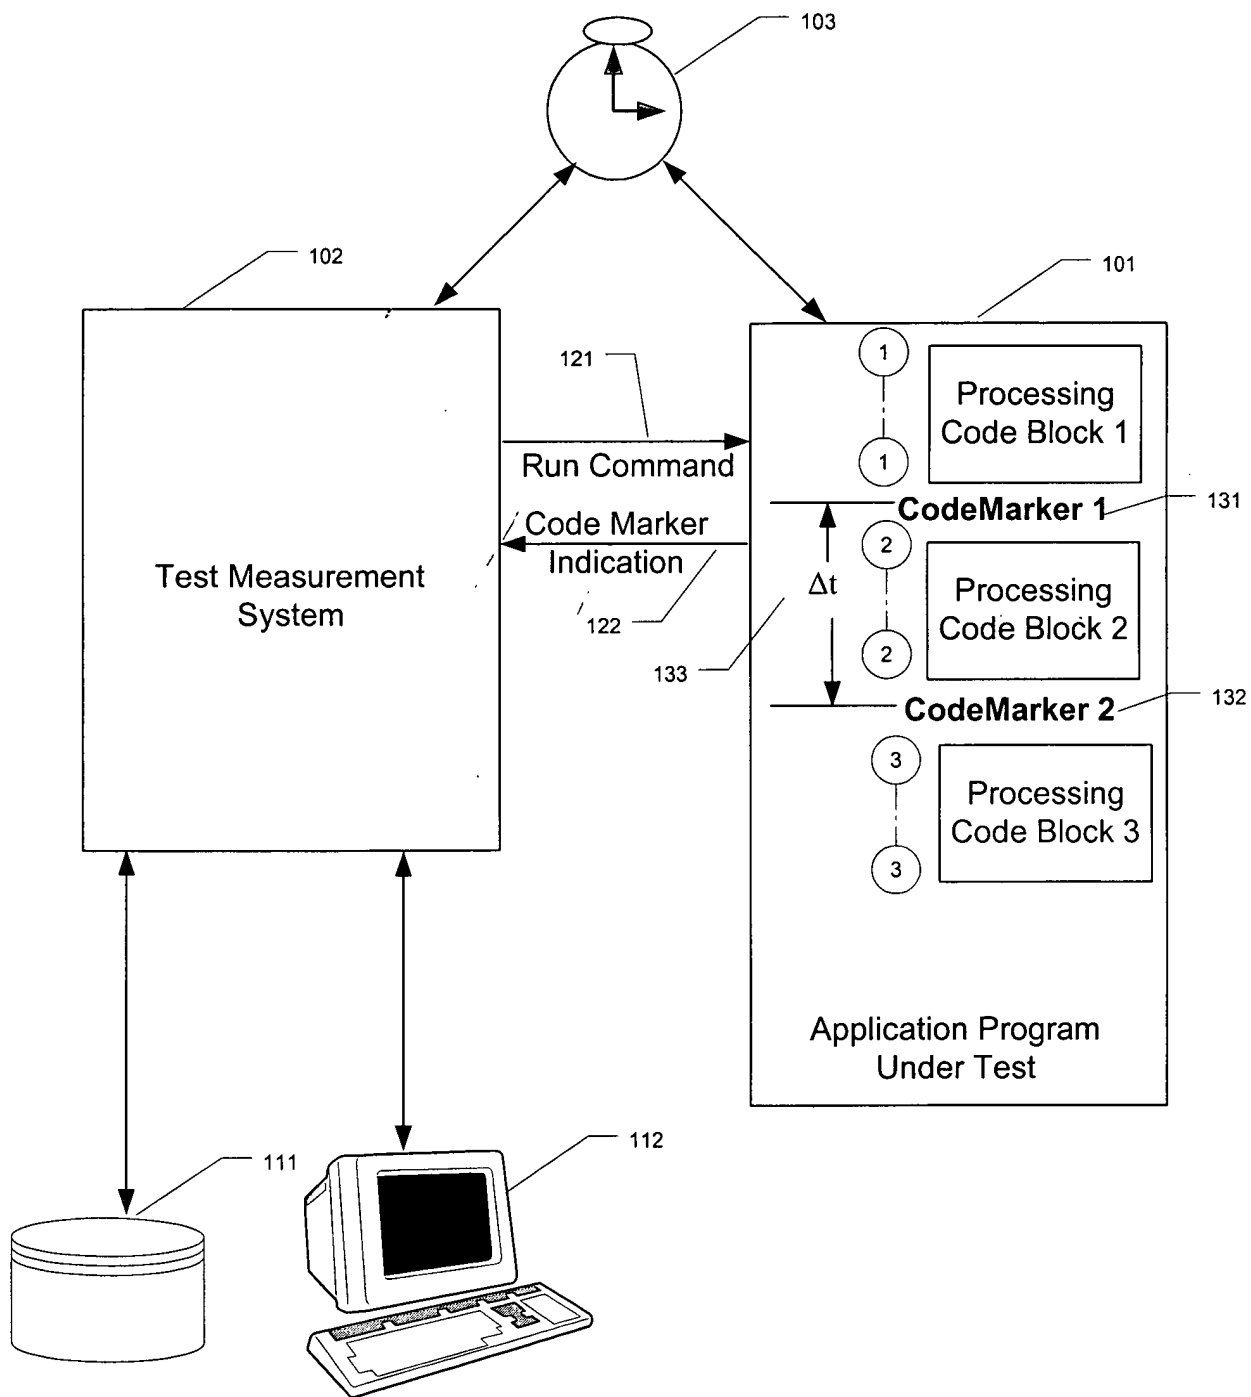 103
102
101
121
1
Processing
Code Block 1
1
Run Command
CodeMarker 1
131
Code Marker
Indication
122
2
Δt
Processing
Code Block 2
2
133
Test Measurement
System
CodeMarker 2
132
3
Processing
Code Block 3
3
Application Program
Under Test
111
112